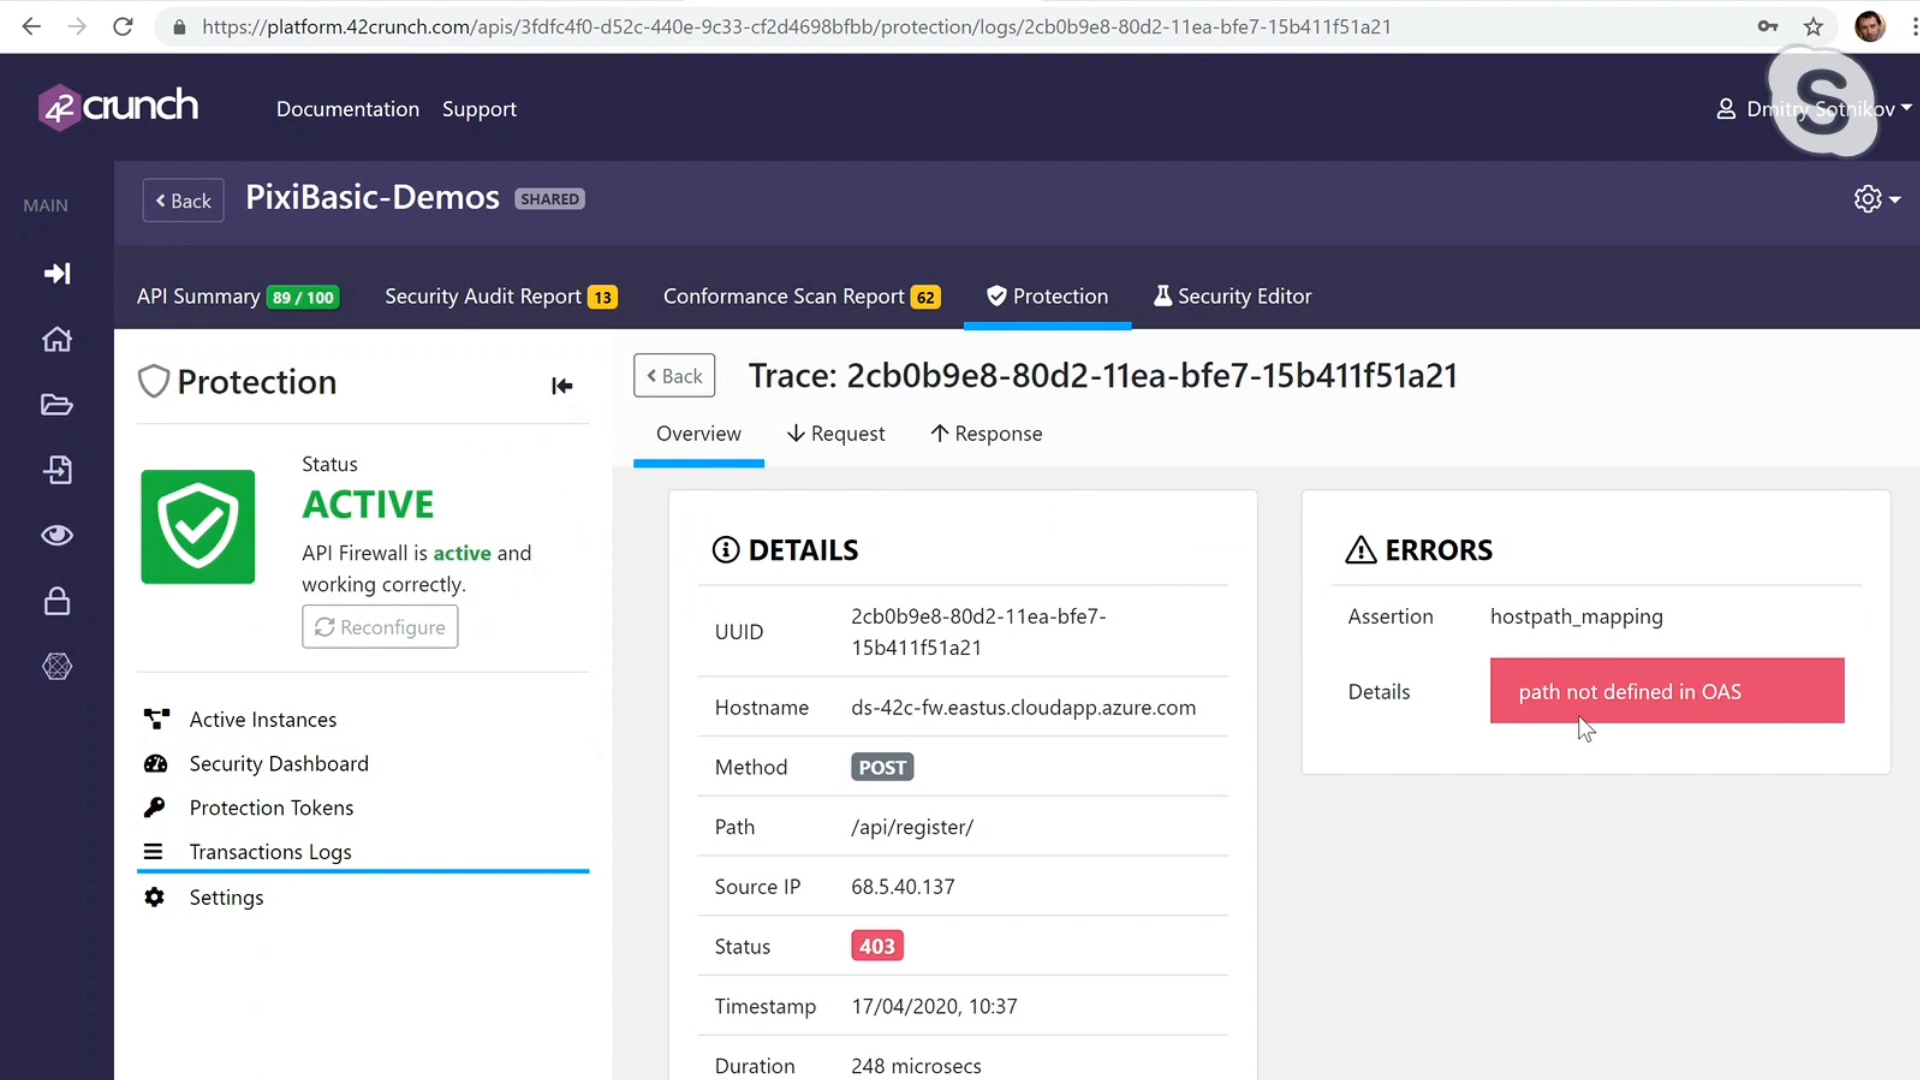 https://platform.42crunch.com/apis/3fdfc4f0-d52c-440e-9c33-cf2d4698bfbb/protection/logs/2cb0b9e8-80d2-11ea-bfe7-15b411f51a21
42crunch
Documentation Support
Dmitry Sotnikov
S
MAIN
Back
PixiBasic-Demos SHARED
API Summary 89 / 100 Security Audit Report 13 Conformance Scan Report 62 Protection Security Editor
Protection
Status
ACTIVE
API Firewall is active and
working correctly.
Reconfigure
Active Instances
Security Dashboard
Protection Tokens
Transactions Logs
Settings
Back Trace: 2cb0b9e8-80d2-11ea-bfe7-15b411f51a21
Overview Request Response
DETAILS
UUID 2cb0b9e8-80d2-11ea-bfe7-
15b411f51a21
Hostname ds-42c-fw.eastus.cloudapp.azure.com
Method POST
Path /api/register/
Source IP 68.5.40.137
Status 403
Timestamp 17/04/2020, 10:37
Duration 248 microsecs
ERRORS
Assertion hostpath_mapping
Details path not defined in OAS